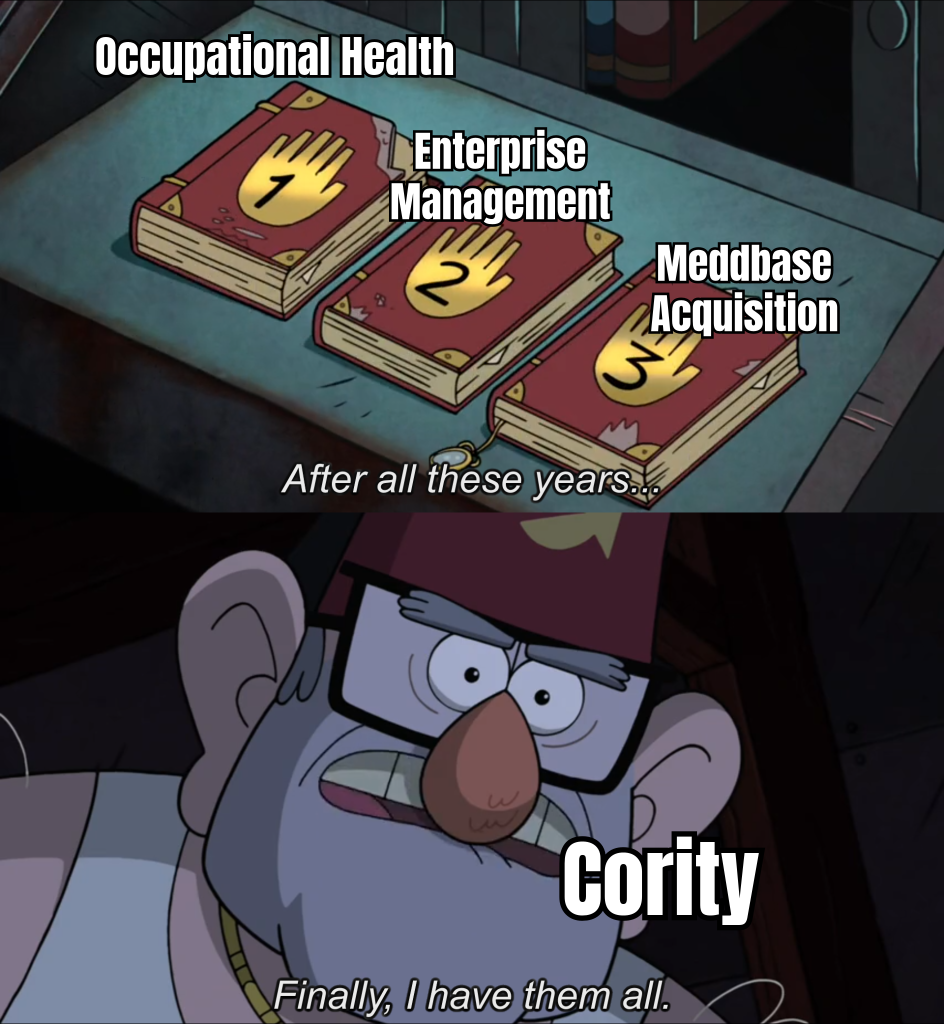 Occupational Health
1
Enterprise
Management
2
Meddbase
Acquisition
3
After all these years...
Cority
Finally, I have them all.